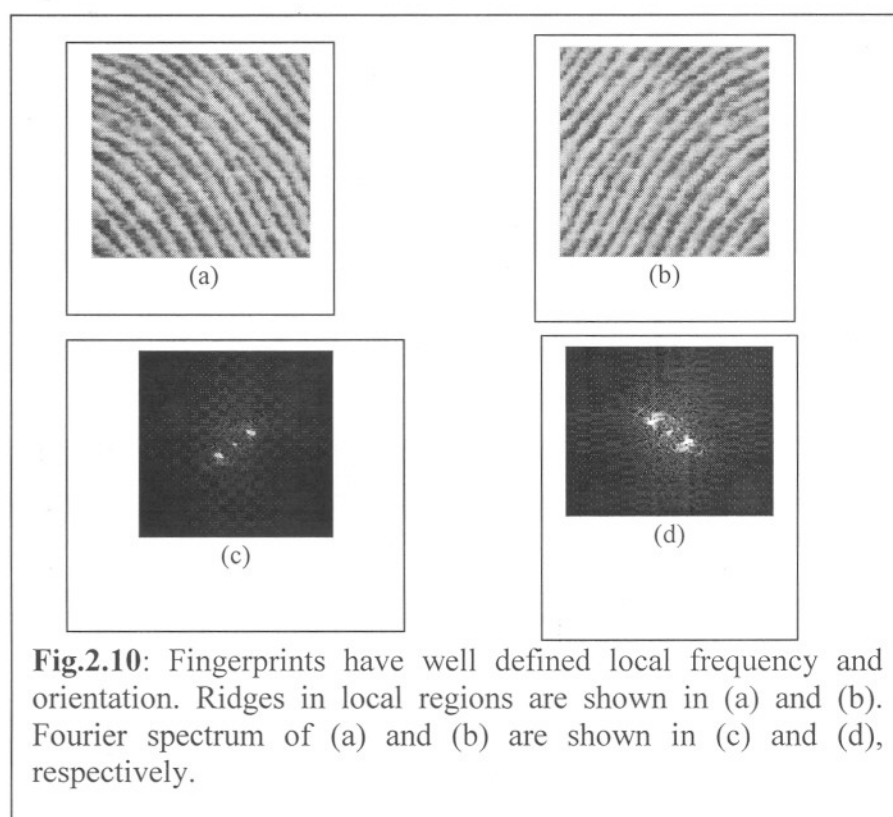 (a)
(b)
(c)
(d)
Fig.2.10: Fingerprints have well defined local frequency and
orientation. Ridges in local regions are shown in (a) and (b).
Fourier spectrum of (a) and (b) are shown in (c) and (d),
respectively.